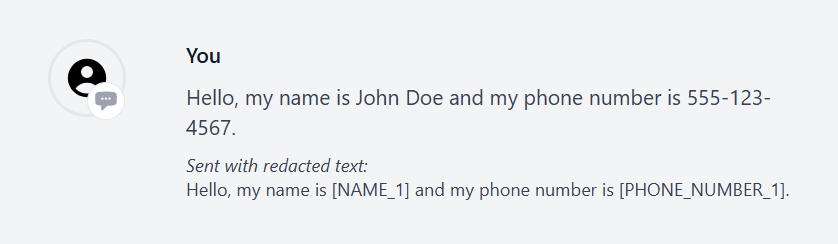 You
Hello, my name is John Doe and my phone number is 555-123-
4567.
Sent with redacted text:
Hello, my name is [NAME_1] and my phone number is [PHONE_NUMBER_1].